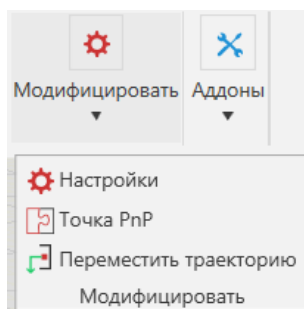 Модифицировать Аддоны
Настройки
Точка PnP
Переместить траекторию
Модифицировать